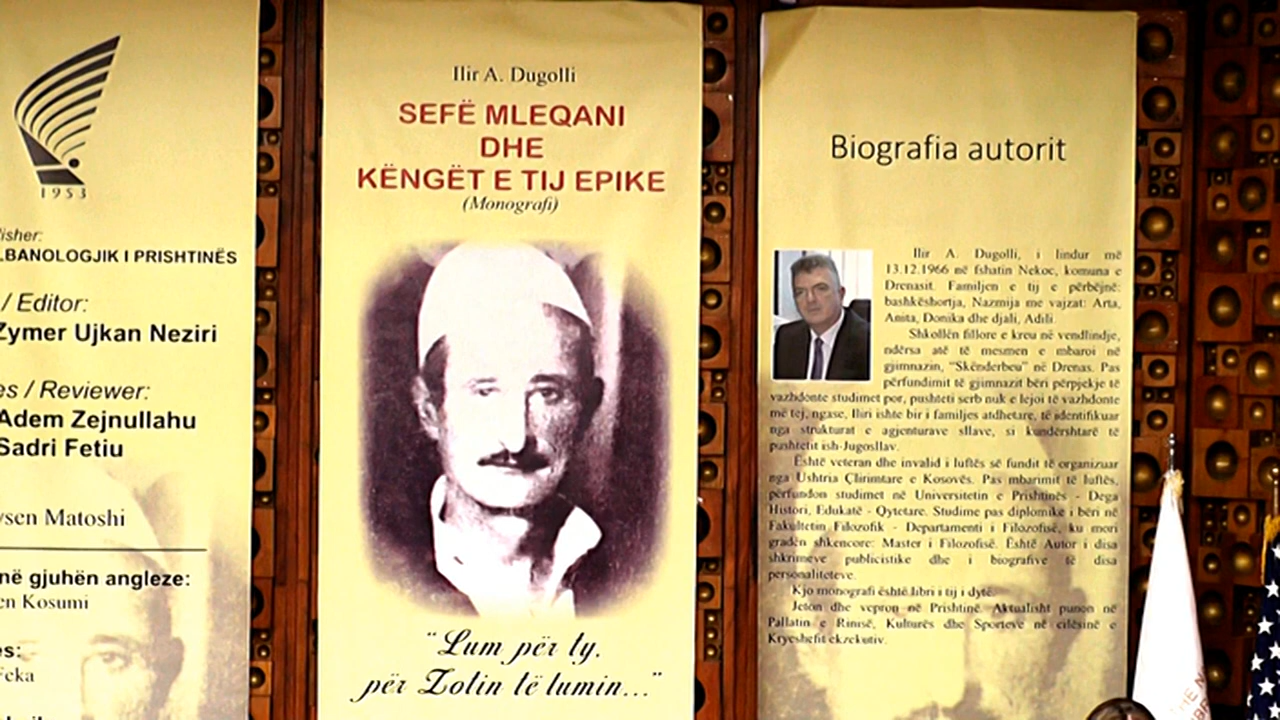 1953
lisher:
LBANOLOGJIK I PRISHTINËS
/ Editor:
Zymer Ujkan Neziri
es / Reviewer:
Adem Zejnullahu
Sadri Fetiu
ysen Matoshi
në gjuhën angleze:
en Kosumi
es:
Feka
Ilir A. Dugolli
SEFË MLEQANI
DHE
KËNGËT E TIJ EPIKE
(Monografi)
"Lum për ty,
për Zotin të lumin..."
Biografia autorit
Ilir A. Dugolli, i lindur më
13.12.1966 në fshatin Nekoc, komuna e
Drenasit. Familjen e tij e përbëjnë:
bashkëshortja, Nazmija me vajzat: Arta,
Anita, Donika dhe djali, Adili.
Shkollën fillore e kreu në vendlindje,
ndërsa atë të mesmen e mbaroi në
gjimnazin, "Skënderbeu" në Drenas. Pas
përfundimit të gjimnazit bëri përpjekje të
vazhdonte studimet por, pushteti serb nuk e lejoi të vazhdonte
më tej, ngase, Iliri ishte bir i familjes atdhetare, të identifikuar
nga strukturat e agjenturave sllave, si kundërshtarë të
pushtetit ish-Jugosllav.
Është veteran dhe invalid i luftës së fundit të organizuar
nga Ushtria Çlirimtare e Kosovës. Pas mbarimit të luftës,
përfundon studimet në Universitetin e Prishtinës - Dega
Histori, Edukatë - Qytetare. Studime pas diplomike i bëri në
Fakultetin Filozofik - Departamenti i Filozofisë, ku mori
gradën shkencore: Master i Filozofisë. Është Autor i disa
shkrimeve publicistike dhe i biografive të disa
personaliteteve.
Kjo monografi është libri i tij i dytë.
Jeton dhe vepron në Prishtinë. Aktualisht punon në
Pallatin e Rinisë, Kulturës dhe Sporteve në cilësinë e
Kryeshefit ekzekutiv.